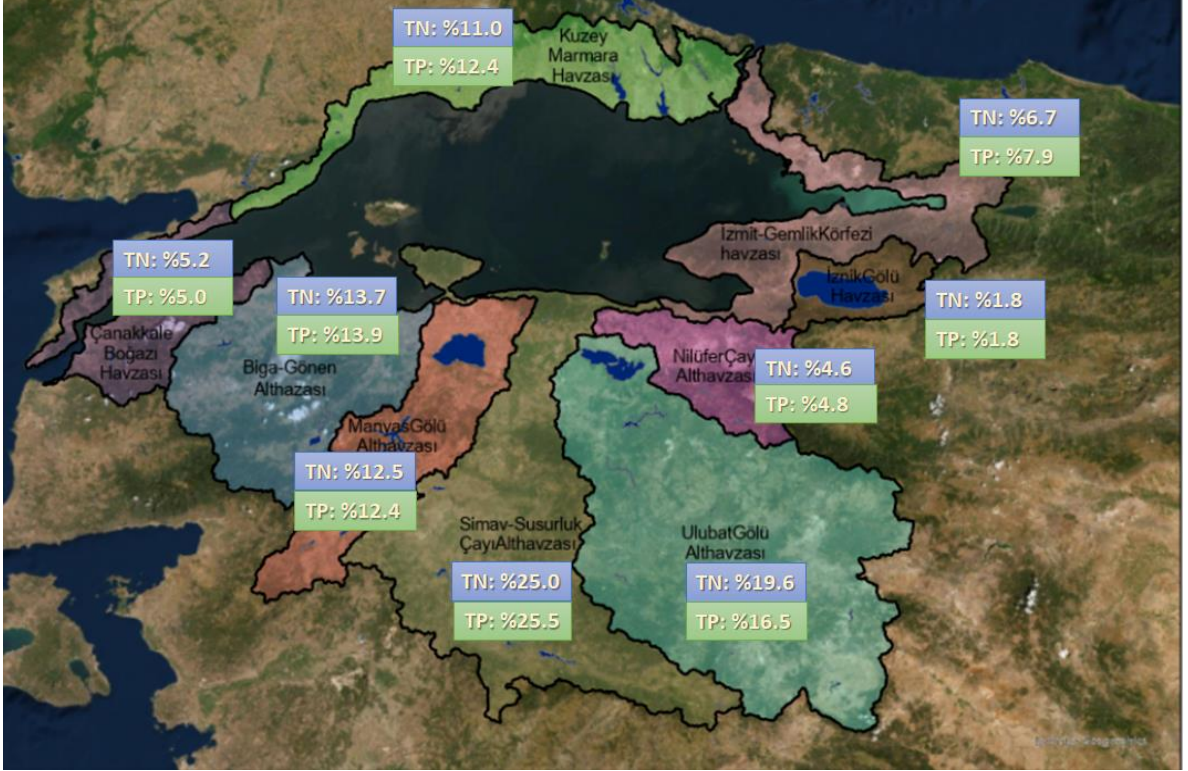 TN: %11.0
TP: %12.4
Kuzey
Marmara
Havzası
TN: %6.7
TP: %7.9
İzmit-GemlikKörfezi
havzası
TN: %5.2
TP: %5.0
TN: %13.7
TP: %13.9
İznikGölü
Havzası
TN: %1.8
TP: %1.8
Çanakkale
Boğazı
Havzası
Biga-Gönen
Althazası
NilüferÇay
Althavzası
TN: %4.6
TP: %4.8
ManyasGölü
Althavzası
TN: %12.5
TP: %12.4
Simav-Susurluk
ÇayıAlthavzası
TN: %25.0
TP: %25.5
UlubatGölü
Althavzası
TN: %19.6
TP: %16.5